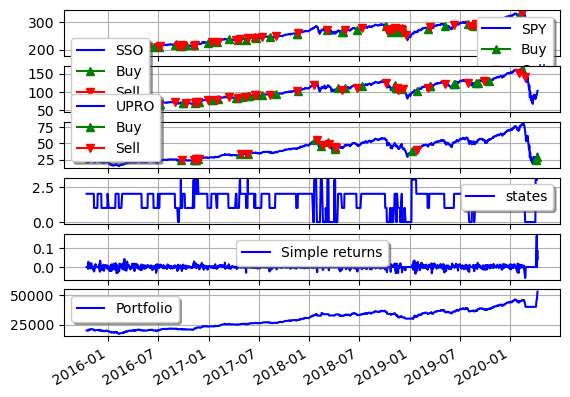 300
200
SPY
Buy
Sell
SSO
Buy
Sell
150
100
50
UPRO
Buy
Sell
75
50
25
2.5
0.0
states
0.1
0.0
Simple returns
50000
25000
Portfolio
2016-01
2016-07
2017-01
2017-07
2018-01
2018-07
2019-01
2019-07
2020-01